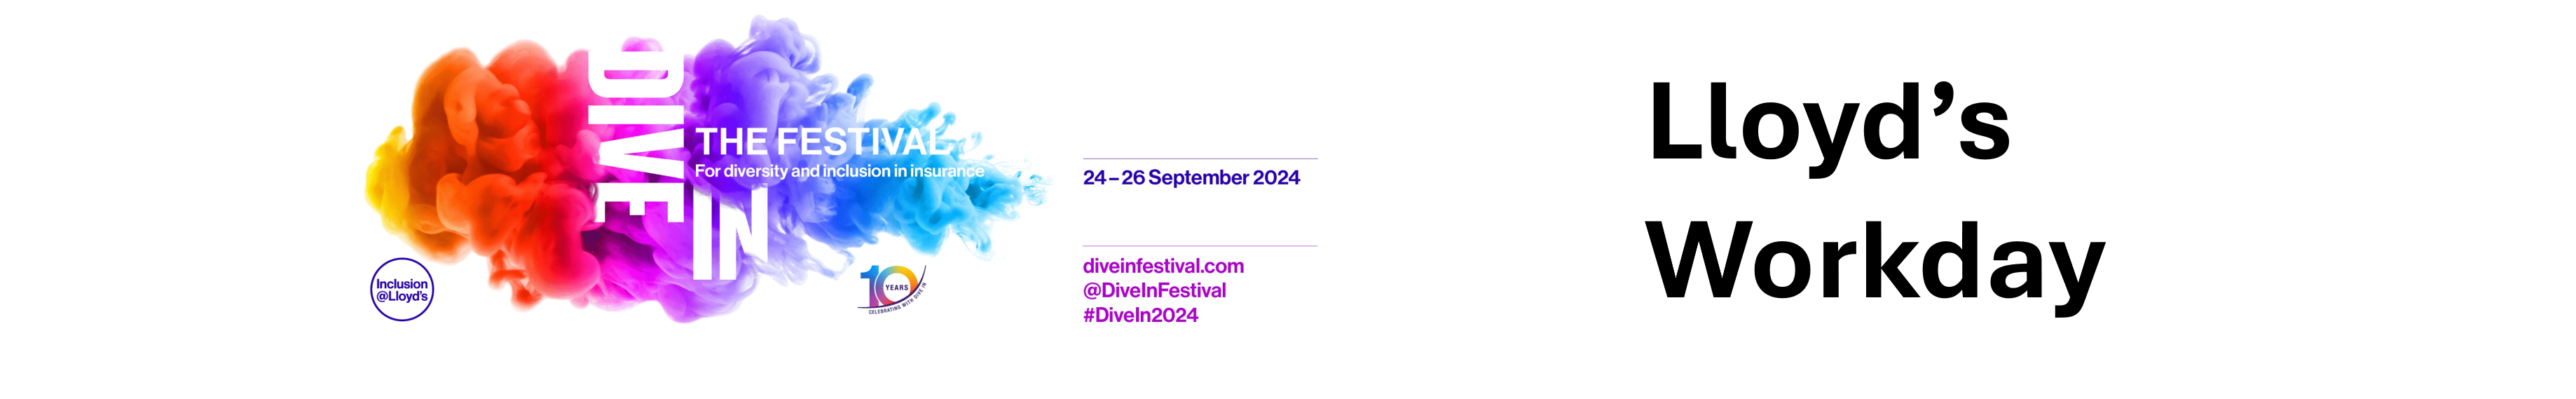 DIVE
IN
THE FESTIVAL
For diversity and inclusion in insurance
Inclusion
@Lloyd's
10
YEARS
CELEBRATING WITH DIVE IN
24 – 26 September 2024
diveinfestival.com
@DiveInFestival
#DiveIn2024
Lloyd’s
Workday